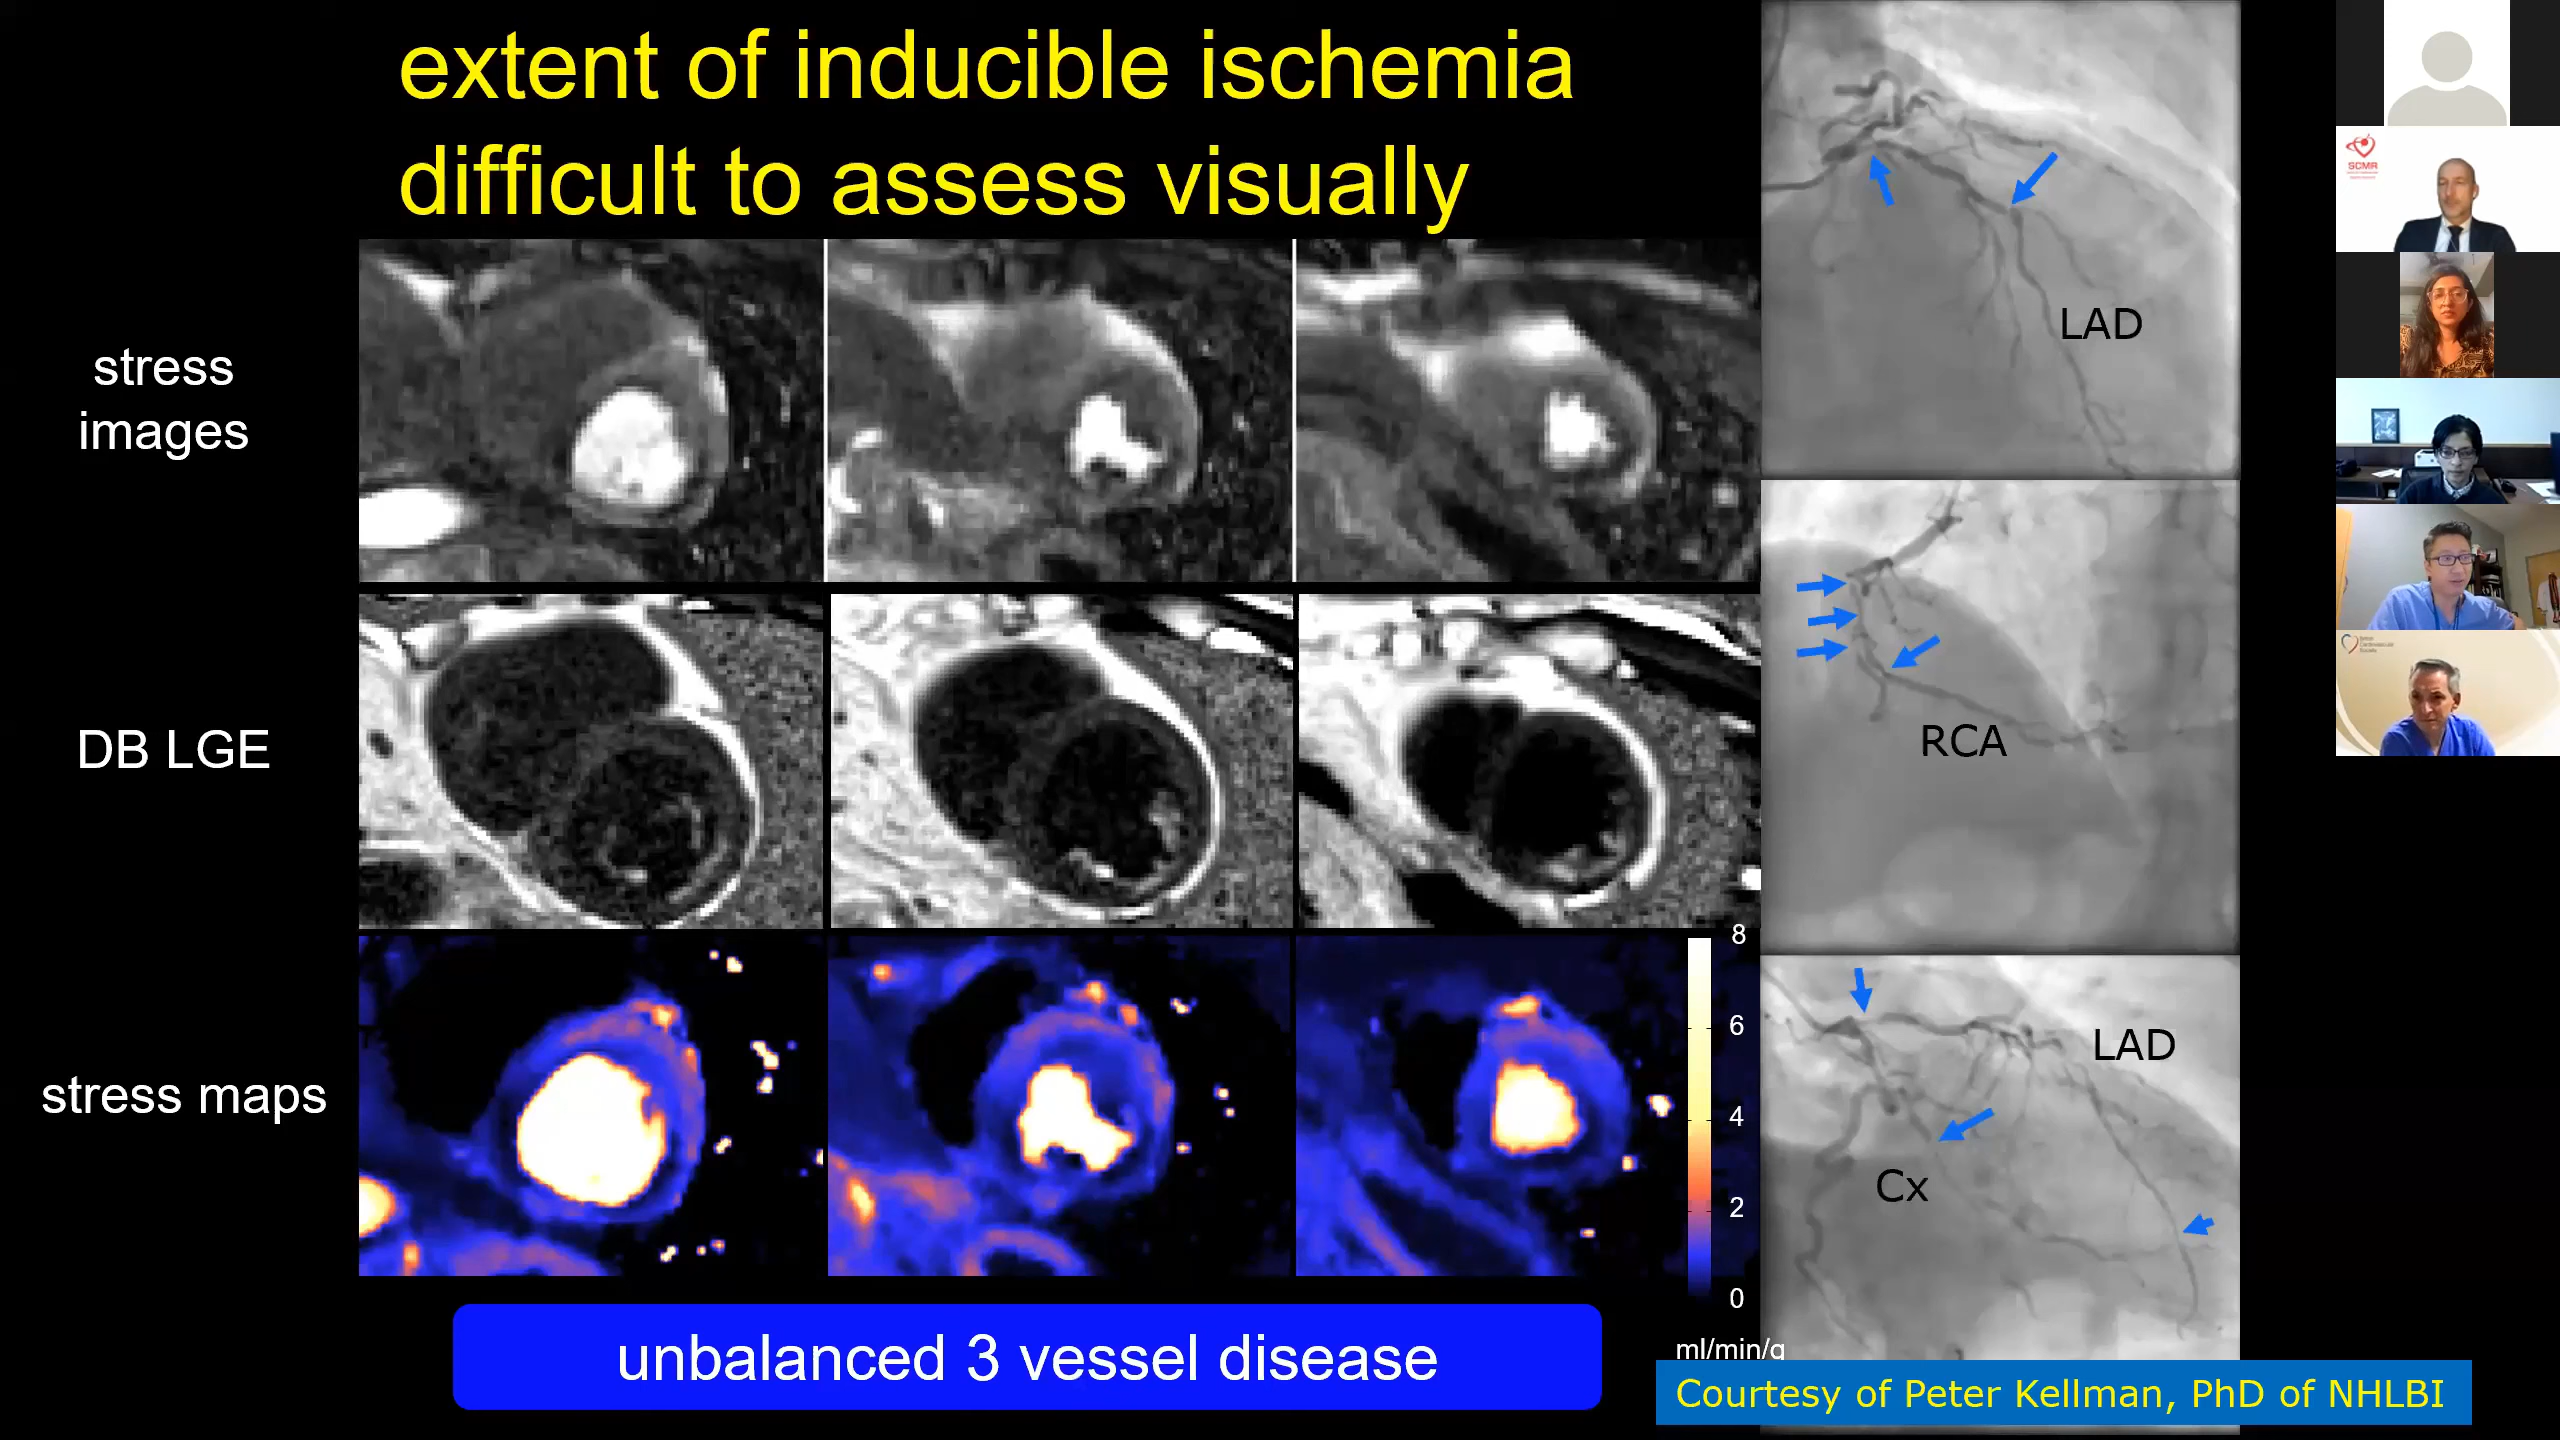 extent of inducible ischemia
difficult to assess visually
stress
images
DB LGE
stress maps
LAD
RCA
LAD
Cx
8
6
4
2
0
ml/min/g
unbalanced 3 vessel disease
Courtesy of Peter Kellman, PhD of NHLBI
SCMR